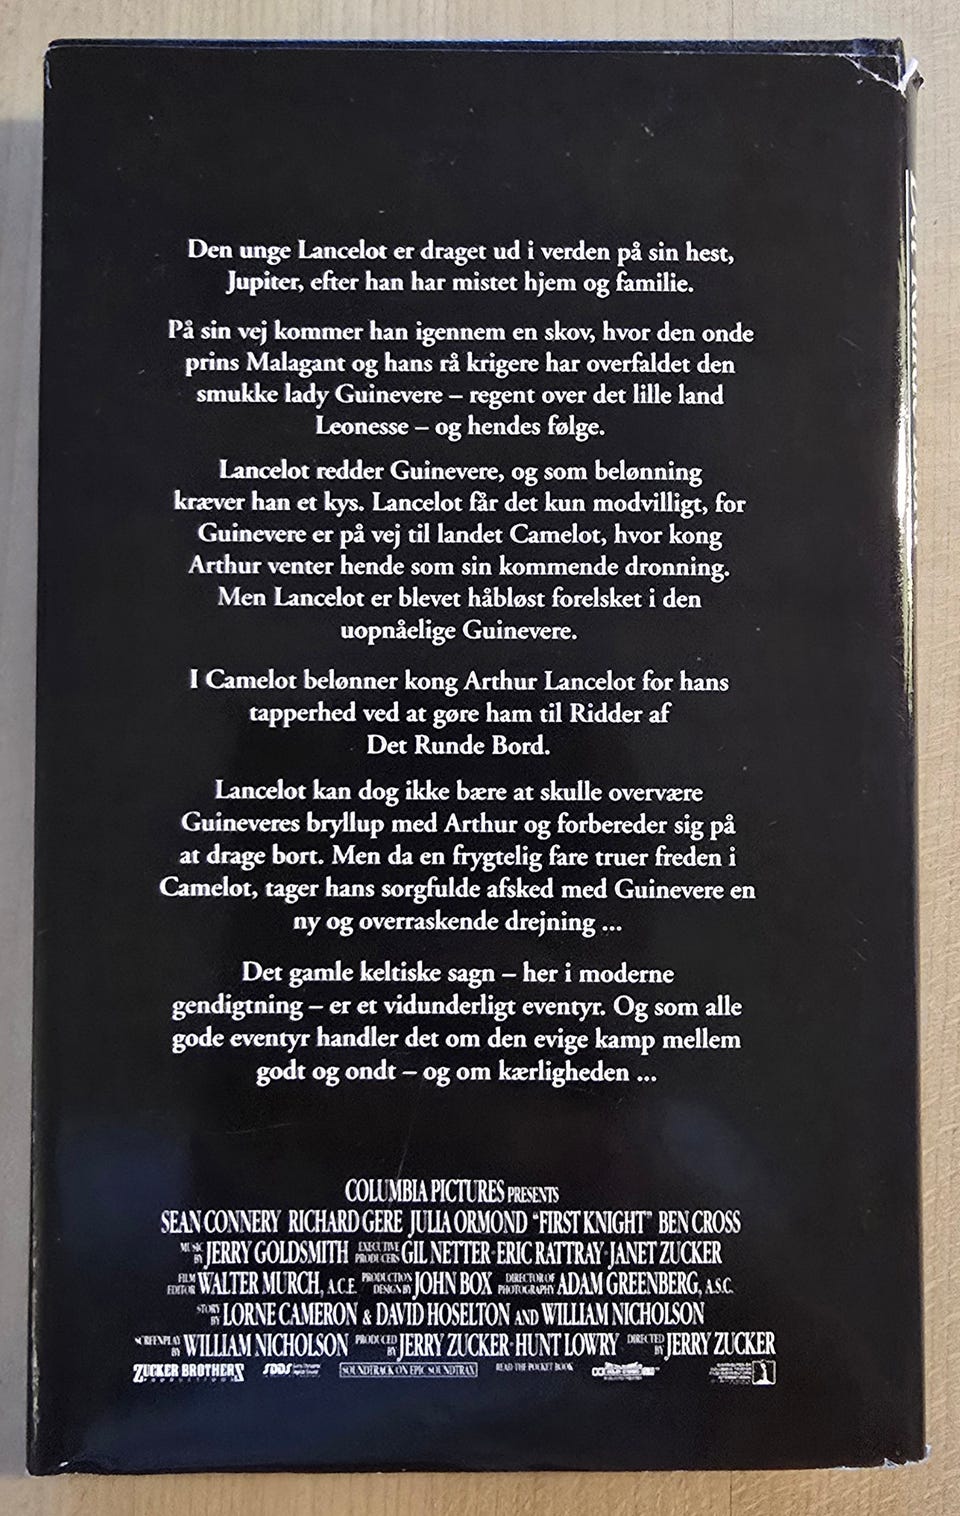 Den unge Lancelot er draget ud i verden på sin hest,
Jupiter, efter han har mistet hjem og familie.
På sin vej kommer han igennem en skov, hvor den onde
prins Malagant og hans rå krigere har overfaldet den
smukke lady Guinevere – regent over det lille land
Leonesse – og hendes følge.
Lancelot redder Guinevere, og som belønning
kræver han et kys. Lancelot får det kun modvilligt, for
Guinevere er på vej til landet Camelot, hvor kong
Arthur venter hende som sin kommende dronning.
Men Lancelot er blevet håbløst forelsket i den
uopnåelige Guinevere.
I Camelot belønner kong Arthur Lancelot for hans
tapperhed ved at gøre ham til Ridder af
Det Runde Bord.
Lancelot kan dog ikke bære at skulle overvære
Guineveres bryllup med Arthur og forbereder sig på
at drage bort. Men da en frygtelig fare truer freden i
Camelot, tager hans sorgfulde afsked med Guinevere en
ny og overraskende drejning ...
Det gamle keltiske sagn – her i moderne
gendigtning – er et vidunderligt eventyr. Og som alle
gode eventyr handler det om den evige kamp mellem
godt og ondt – og om kærligheden ...
COLUMBIA PICTURES PRESENTS
SEAN CONNERY RICHARD GERE JULIA ORMOND "FIRST KNIGHT" BEN CROSS
MUSIC BY JERRY GOLDSMITH EXECUTIVE PRODUCERS GIL NETTER · ERIC RATTRAY · JANET ZUCKER
FILM EDITOR WALTER MURCH, A.C.E. PRODUCTION DESIGN BY JOHN BOX DIRECTOR OF PHOTOGRAPHY ADAM GREENBERG, A.S.C.
STORY BY LORNE CAMERON & DAVID HOSELTON AND WILLIAM NICHOLSON
SCREENPLAY BY WILLIAM NICHOLSON PRODUCED BY JERRY ZUCKER · HUNT LOWRY DIRECTED BY JERRY ZUCKER
ZUCKER BROTHERS PRODUCTIONS SDDS SOUNDTRACK ON EPIC SOUNDTRAX READ THE POCKET BOOK